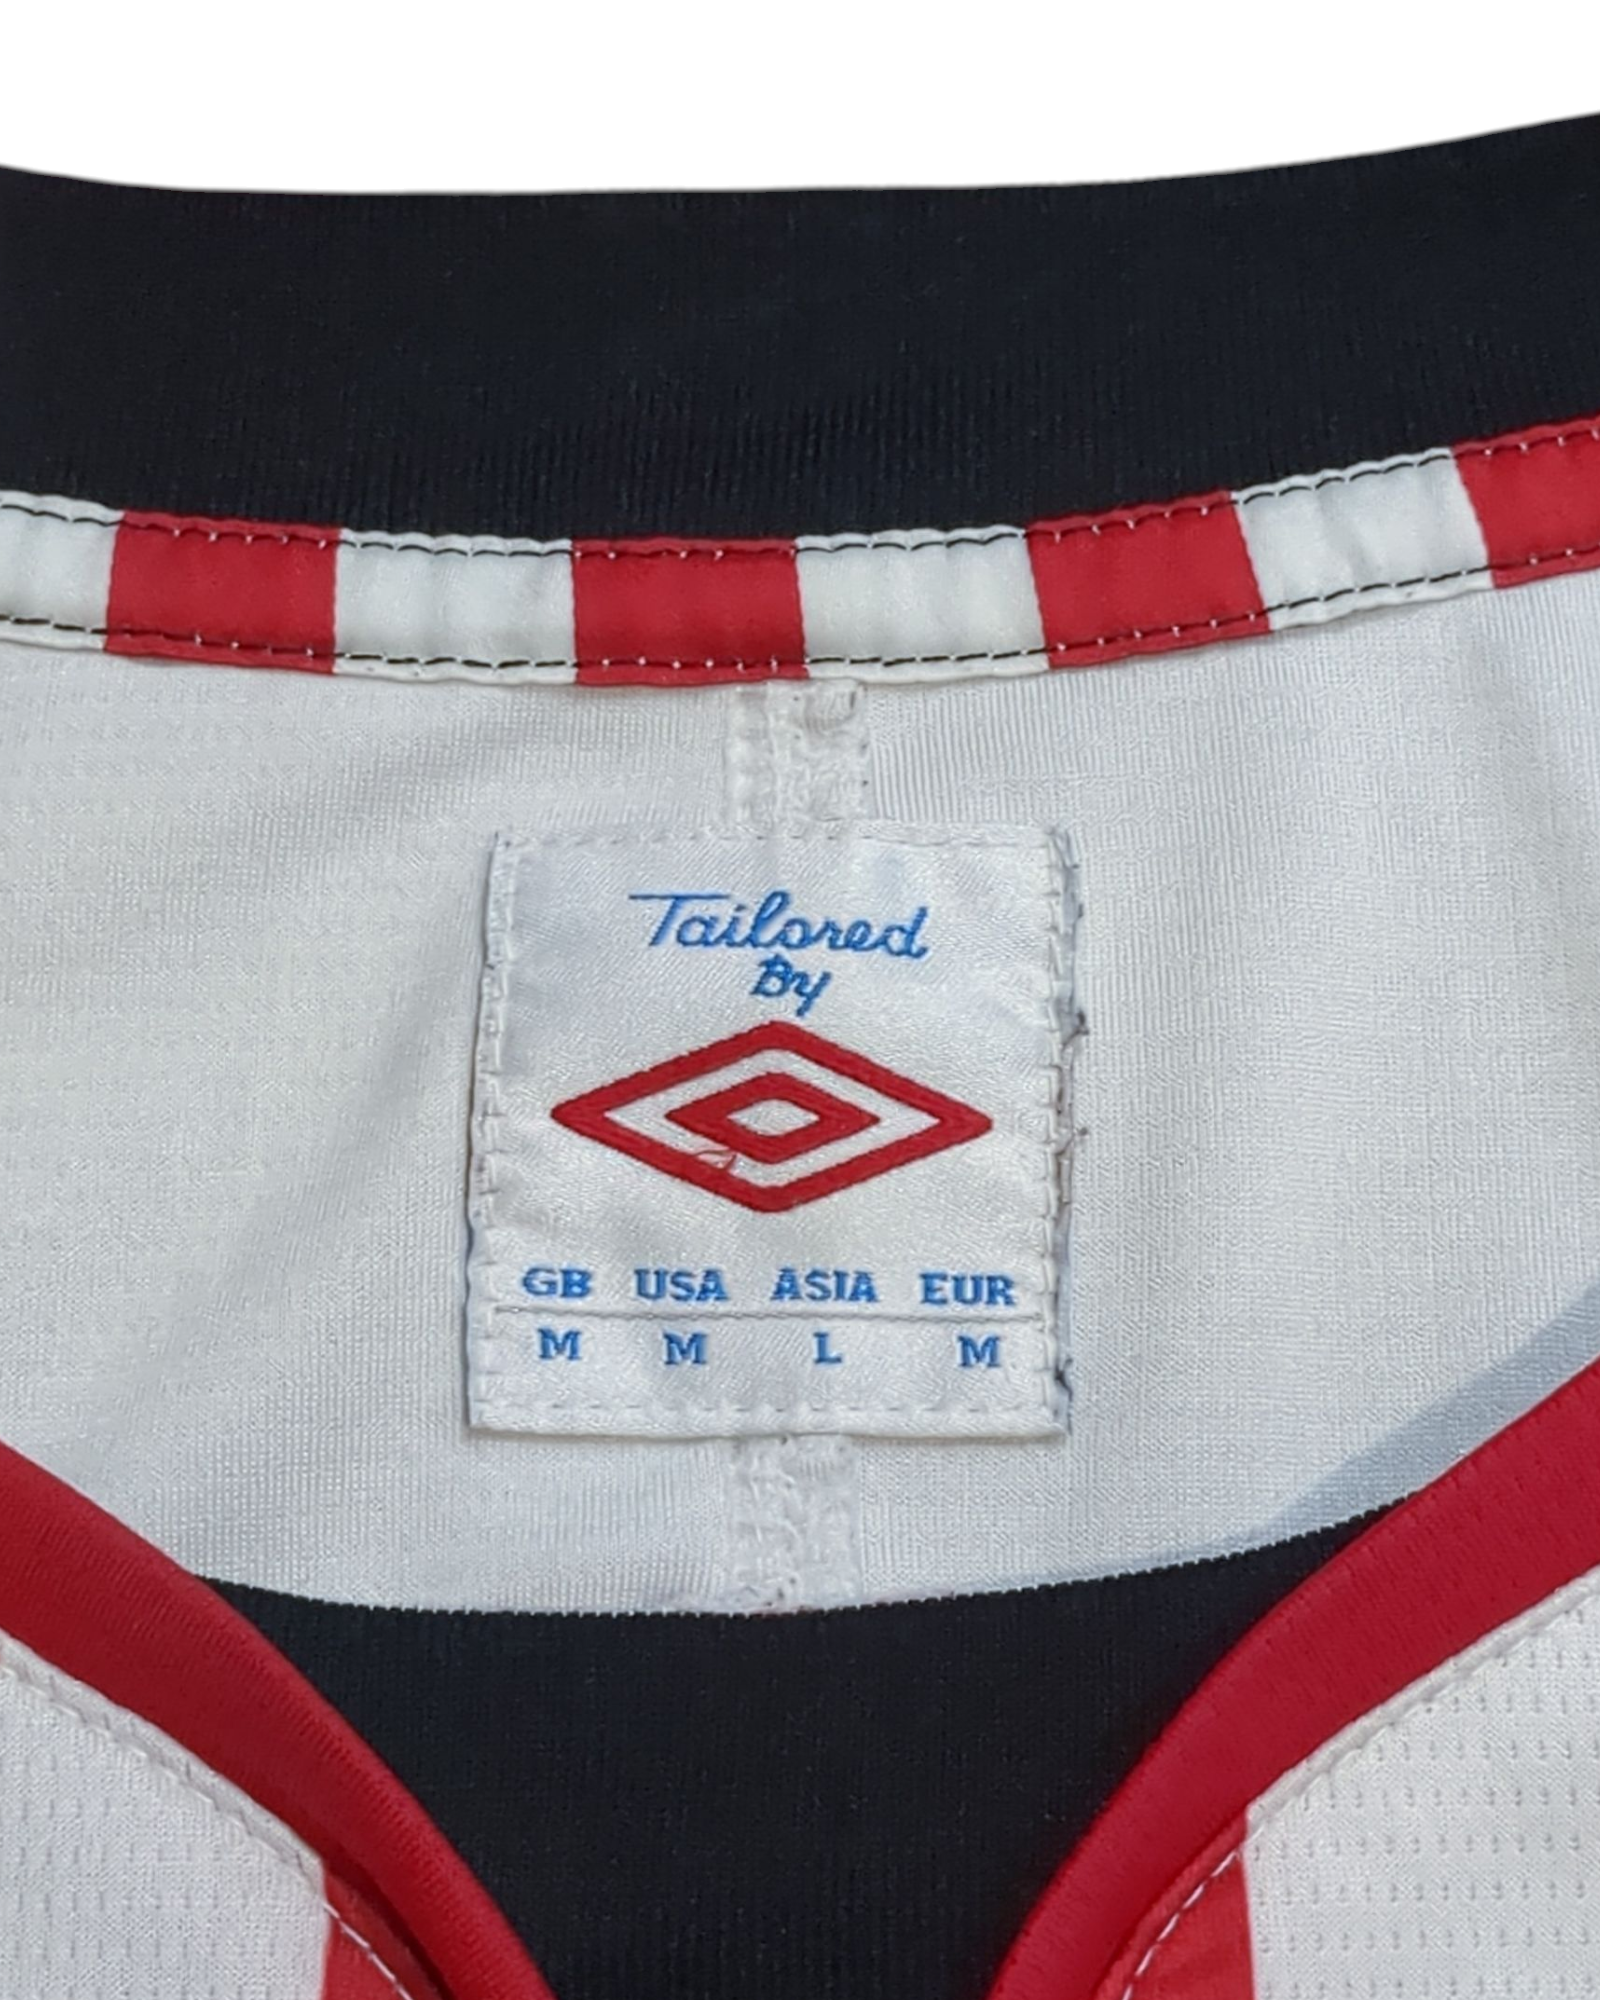 Tailored
By
GB USA ASIA EUR
M M L M